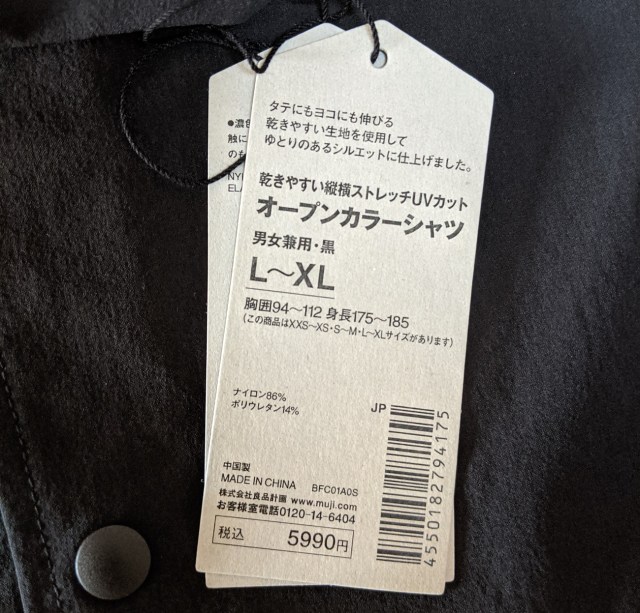 タテにもヨコにも伸びる
乾きやすい生地を使用して
ゆとりのあるシルエットに仕上げました。
乾きやすい縦横ストレッチUVカット
オープンカラーシャツ
男女兼用・黒
L～XL
胸囲94～112 身長175～185
(この商品はXXS～XS・S～M・L～XLサイズがあります)
ナイロン86%
ポリウレタン14%
JP
4550182794175
中国製
MADE IN CHINA BFC01A0S
株式会社良品計画 www.muji.com
お客様室電話0120-14-6404
税込 5990円
●濃色
触に
のも
NY
ELA